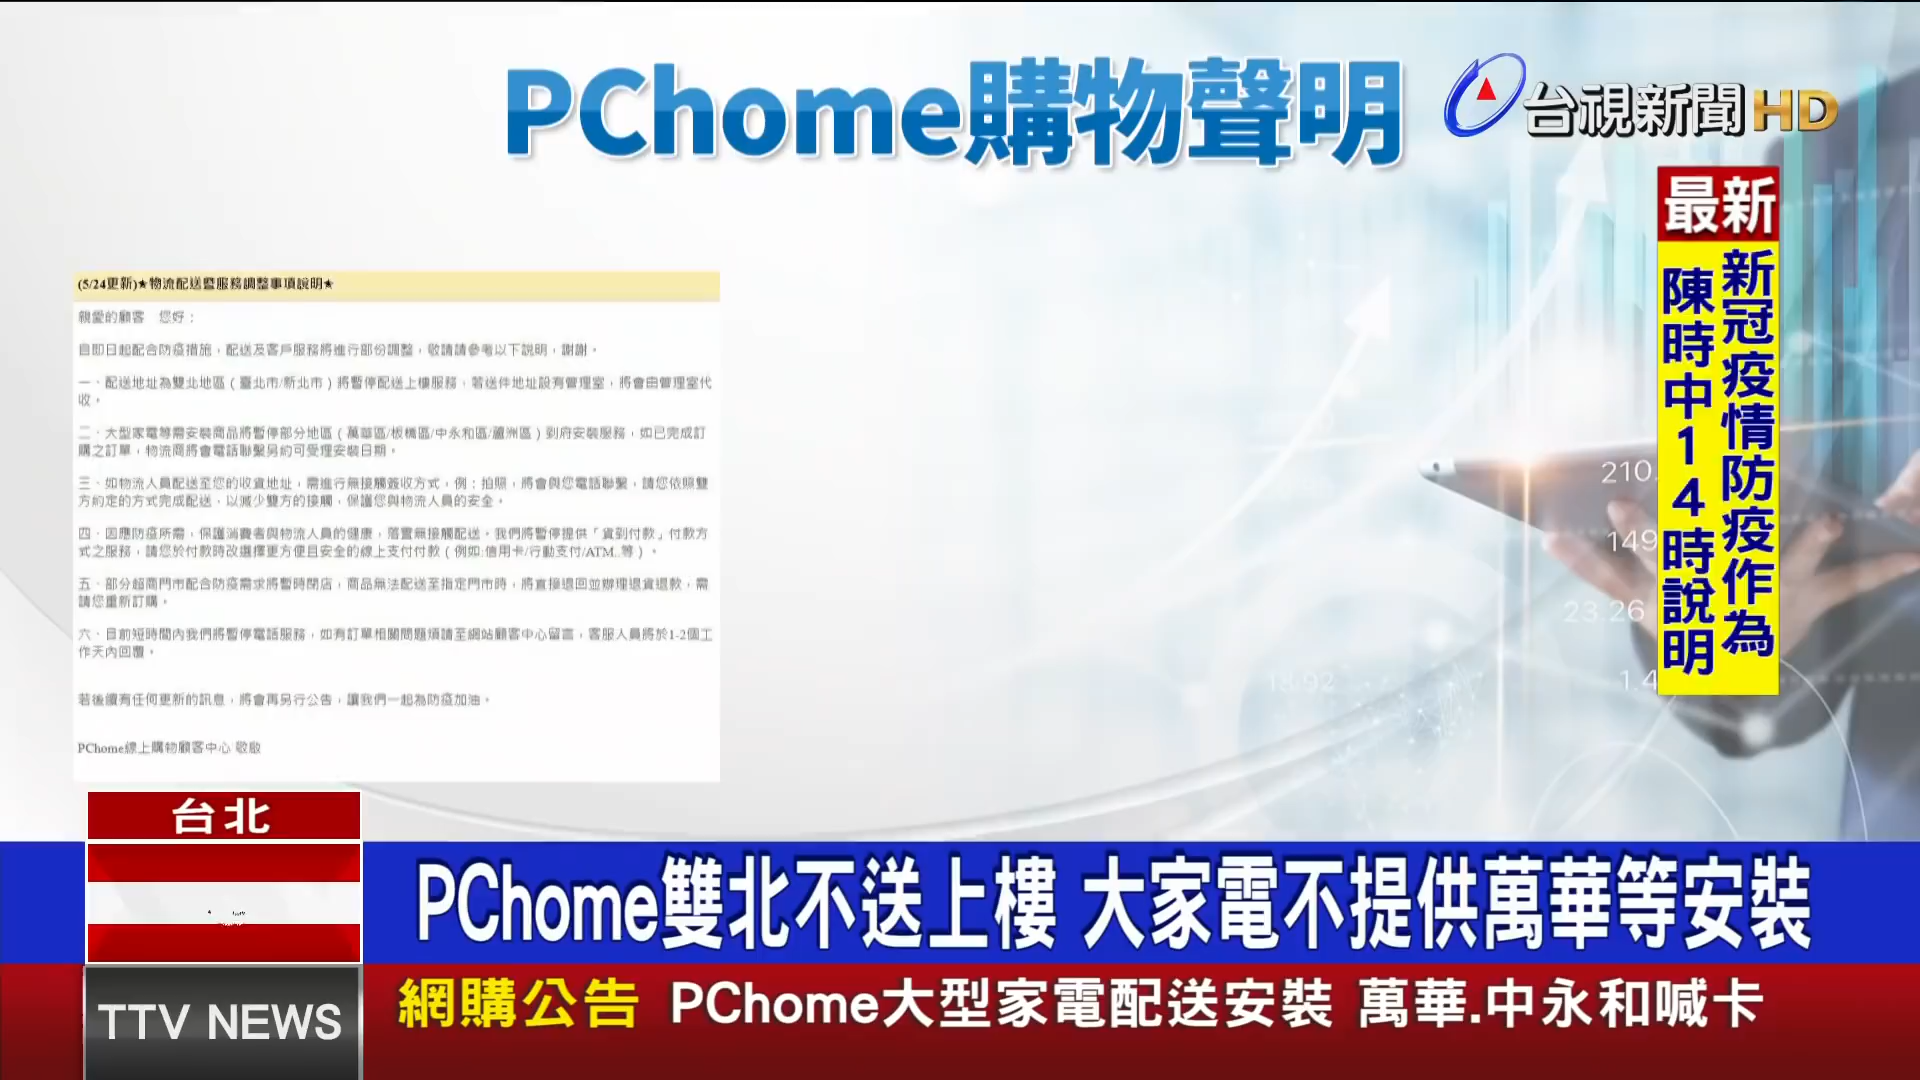 PChome購物聲明
台視新聞HD
最新
新冠疫情防疫作為
陳時中14時說明
(5/24更新)★物流配送暨服務調整事項說明★
親愛的顧客 您好：
自即日起配合防疫措施，配送及客戶服務將進行部份調整，敬請請參考以下說明，謝謝。
一、配送地址為雙北地區（臺北市/新北市）將暫停配送上樓服務，若送件地址設有管理室，將會由管理室代
收。
二、大型家電等需安裝商品將暫停部分地區（萬華區/板橋區/中永和區/蘆洲區）到府安裝服務，如已完成訂
購之訂單，物流商將會電話聯繫另約可受理安裝日期。
三、如物流人員配送至您的收貨地址，需進行無接觸簽收方式，例：拍照，將會與您電話聯繫，請您依照雙
方約定的方式完成配送，以減少雙方的接觸，保護您與物流人員的安全。
四、因應防疫所需，保護消費者與物流人員的健康，落實無接觸配送。我們將暫停提供「貨到付款」付款方
式之服務，請您於付款時改選擇更方便且安全的線上支付付款（例如:信用卡/行動支付/ATM..等）。
五、部分超商門市配合防疫需求將暫時閉店，商品無法配送至指定門市時，將直接退回並辦理退貨退款，需
請您重新訂購。
六、目前短時間內我們將暫停電話服務，如有訂單相關問題煩請至網站顧客中心留言，客服人員將於1-2個工
作天內回覆。
若後續有任何更新的訊息，將會再另行公告，讓我們一起為防疫加油。
PChome線上購物顧客中心 敬啟
210.
149
23.26
18.92
1.4
台北
PChome雙北不送上樓 大家電不提供萬華等安裝
TTV NEWS
網購公告 PChome大型家電配送安裝 萬華.中永和喊卡